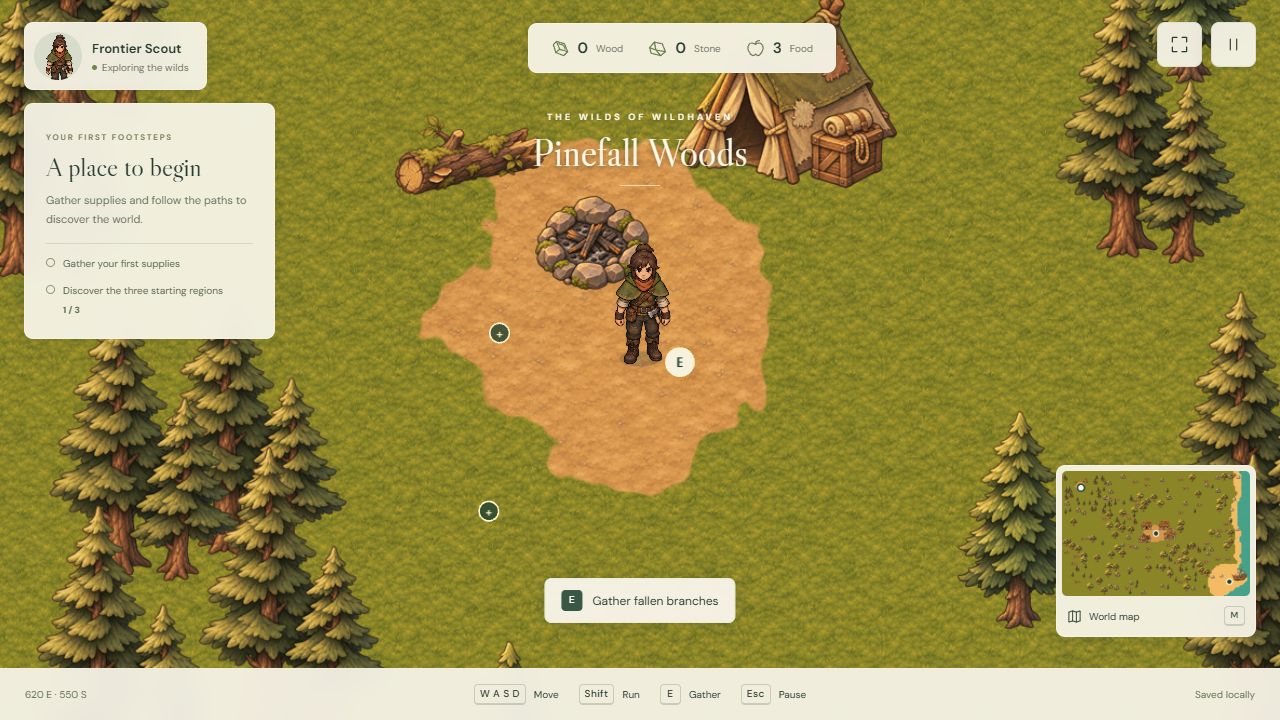 Frontier Scout
Exploring the wilds
0 Wood 0 Stone 3 Food
YOUR FIRST FOOTSTEPS
A place to begin
Gather supplies and follow the paths to
discover the world.
Gather your first supplies
Discover the three starting regions
1 / 3
THE WILDS OF WILDHAVEN
Pinefall Woods
E
E Gather fallen branches
World map M
620 E · 550 S
W A S D Move Shift Run E Gather Esc Pause
Saved locally